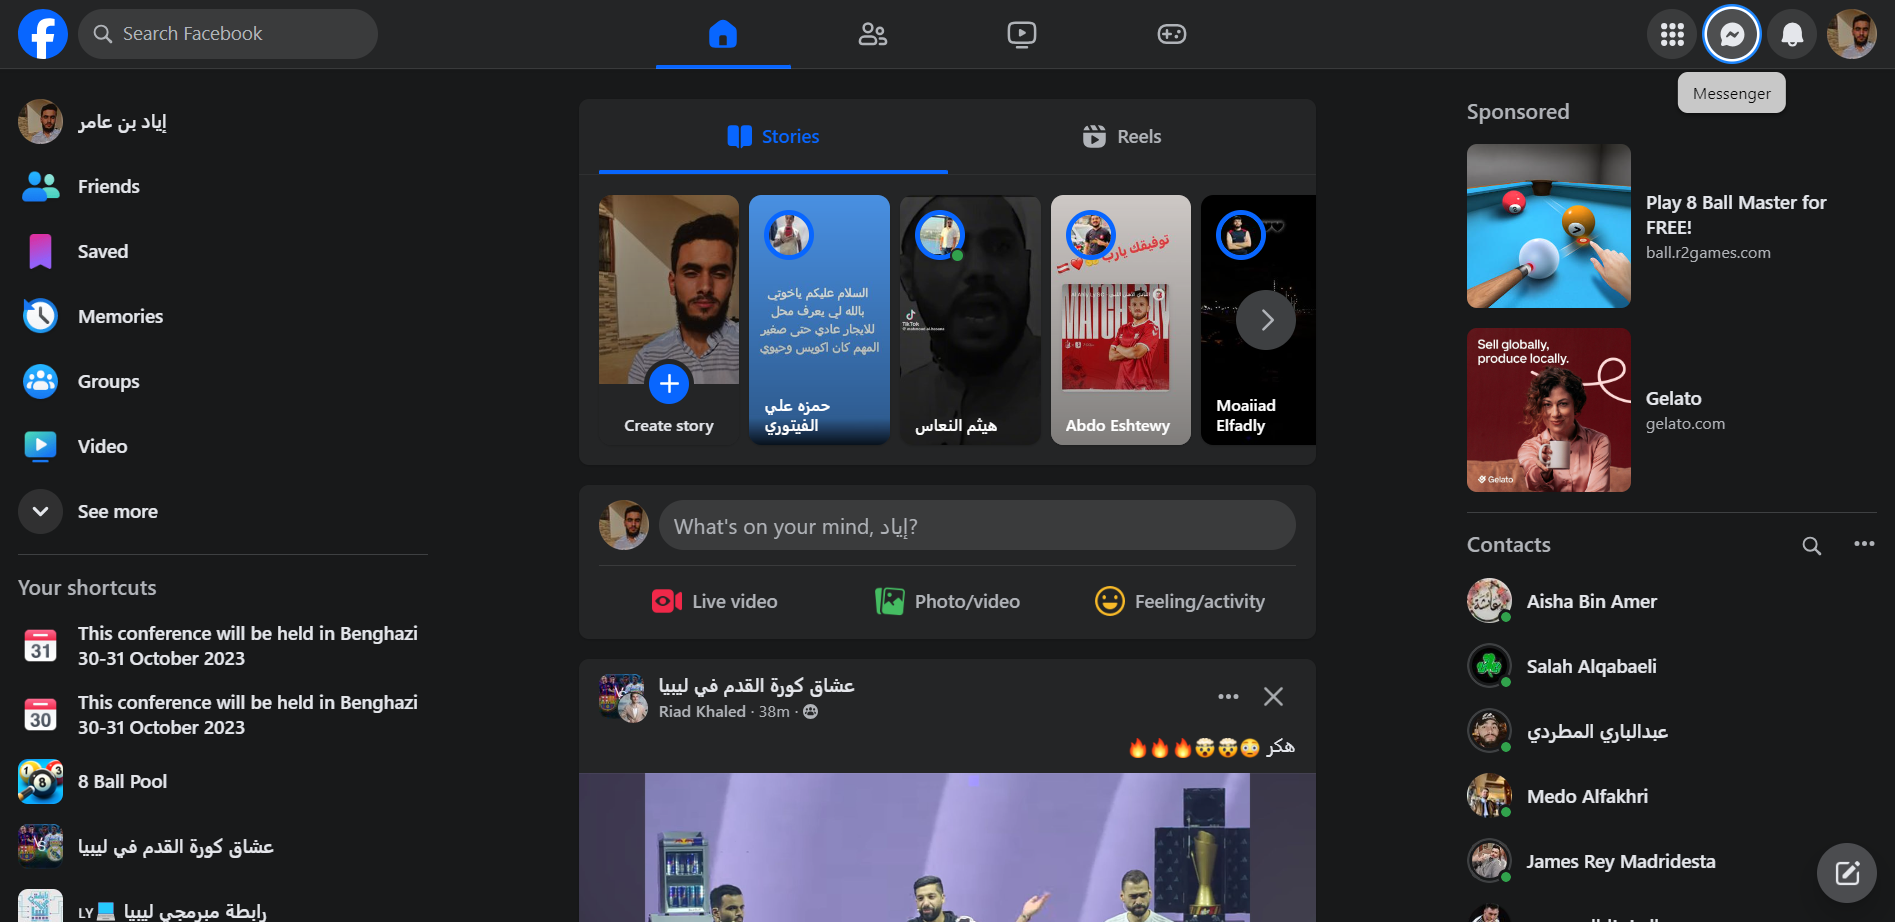 Search Facebook
Messenger
إياد بن عامر
Friends
Saved
Memories
Groups
Video
See more
Your shortcuts
31
This conference will be held in Benghazi
30-31 October 2023
30
This conference will be held in Benghazi
30-31 October 2023
8 Ball Pool
عشاق كورة القدم في ليبيا
رابطة مبرمجي ليبيا LY
Stories
Reels
Create story
السلام عليكم ياخوتي
بالله لي يعرف محل
للايجار عادي حتى صغير
المهم كان اكويس وحيوي
حمزه علي
الفيتوري
TikTok
هيثم النعاس
توفيقك يارب
Abdo Eshtewy
Moaiiad
Elfadly
What's on your mind, إياد?
Live video
Photo/video
Feeling/activity
عشاق كورة القدم في ليبيا
Riad Khaled · 38m ·
هكر 😳🤯🤯🔥🔥🔥
Sponsored
Play 8 Ball Master for
FREE!
ball.r2games.com
Sell globally,
produce locally.
Gelato
Gelato
gelato.com
Contacts
Aisha Bin Amer
Salah Alqabaeli
عبدالباري المطردي
Medo Alfakhri
James Rey Madridesta